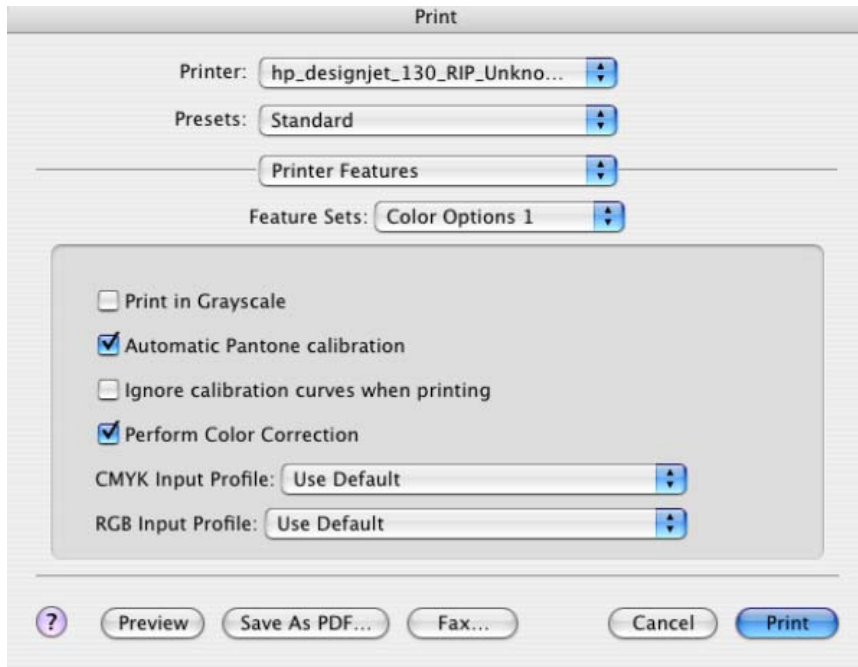 Print
Printer: hp_designjet_130_RIP_Unkno...
Presets: Standard
Printer Features
Feature Sets: Color Options 1
Print in Grayscale
Automatic Pantone calibration
Ignore calibration curves when printing
Perform Color Correction
CMYK Input Profile: Use Default
RGB Input Profile: Use Default
? Preview Save As PDF... Fax... Cancel Print